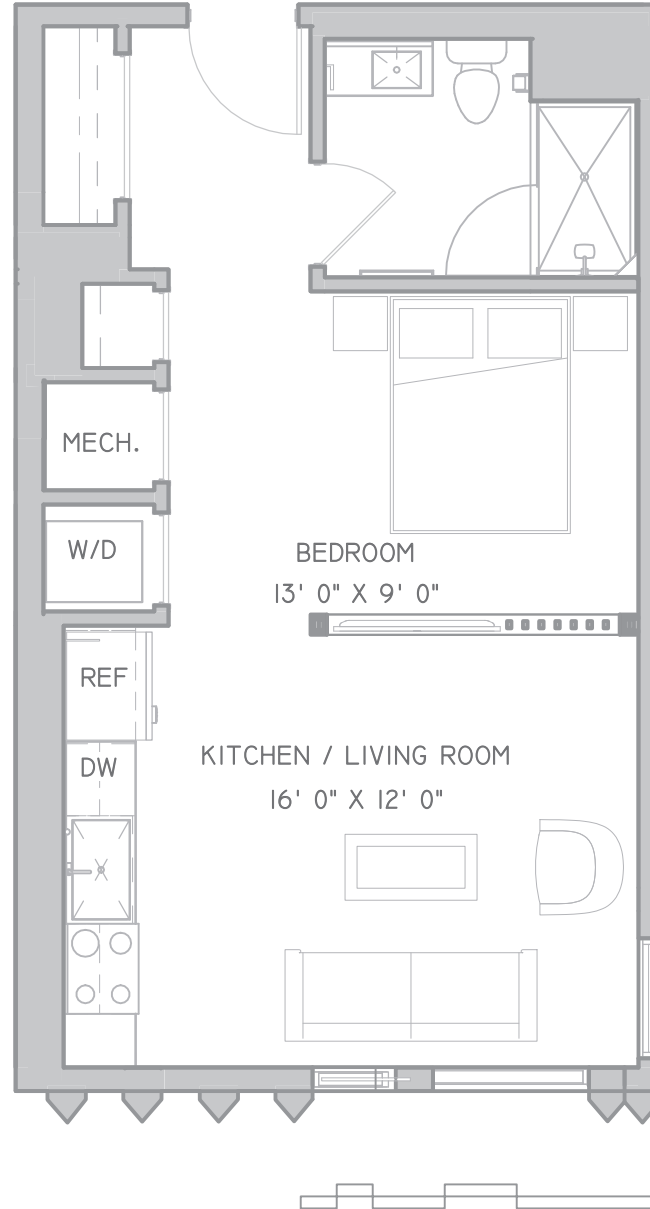 MECH.
W/D
BEDROOM
13' 0" X 9' 0"
REF
KITCHEN / LIVING ROOM
DW
16' 0" X 12' 0"